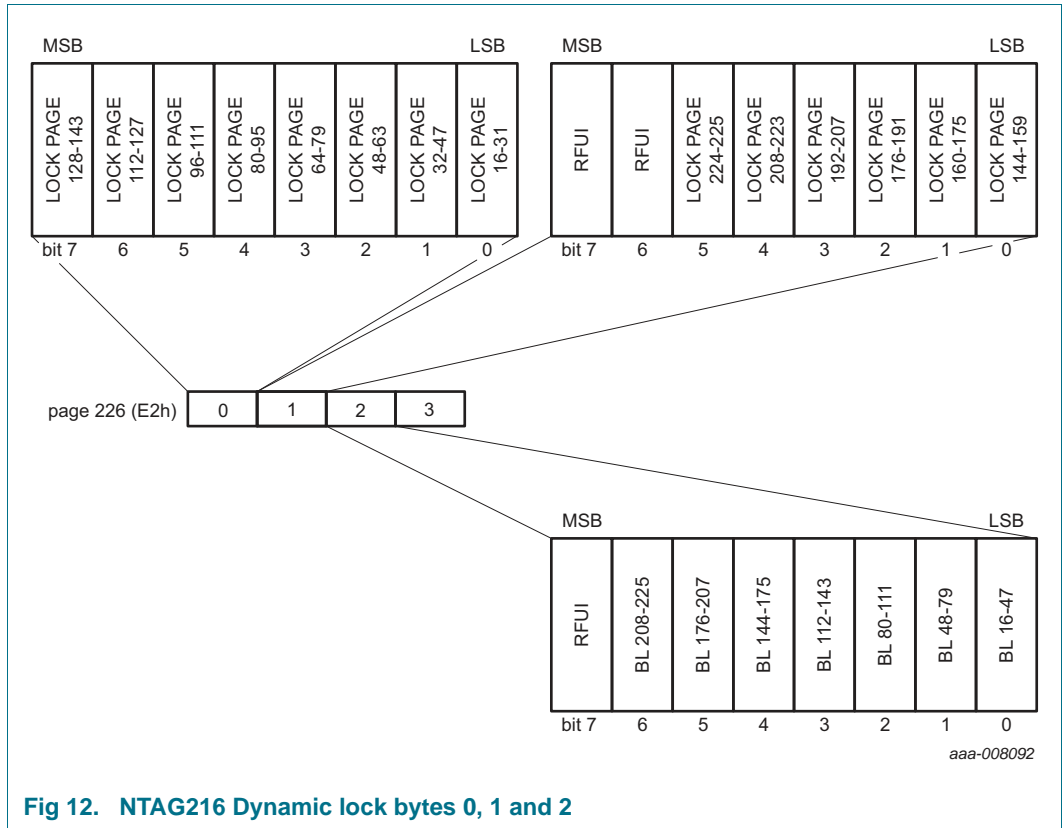 MSB LSB
LOCK PAGE 128-143
LOCK PAGE 112-127
LOCK PAGE 96-111
LOCK PAGE 80-95
LOCK PAGE 64-79
LOCK PAGE 48-63
LOCK PAGE 32-47
LOCK PAGE 16-31
bit 7 6 5 4 3 2 1 0
MSB LSB
RFUI
RFUI
LOCK PAGE 224-225
LOCK PAGE 208-223
LOCK PAGE 192-207
LOCK PAGE 176-191
LOCK PAGE 160-175
LOCK PAGE 144-159
bit 7 6 5 4 3 2 1 0
page 226 (E2h) 0 1 2 3
MSB LSB
RFUI
BL 208-225
BL 176-207
BL 144-175
BL 112-143
BL 80-111
BL 48-79
BL 16-47
bit 7 6 5 4 3 2 1 0
aaa-008092
Fig 12. NTAG216 Dynamic lock bytes 0, 1 and 2